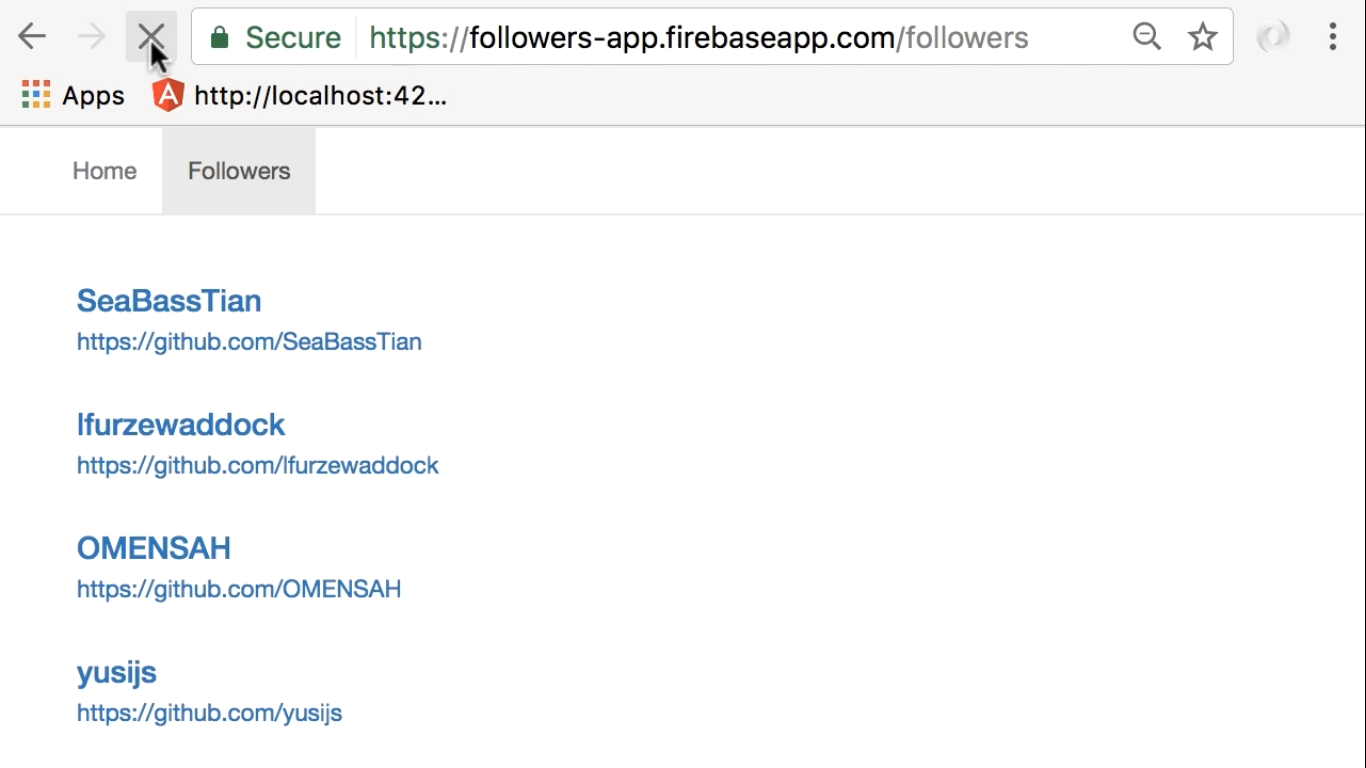 Secure https://followers-app.firebaseapp.com/followers
Apps http://localhost:42...
Home Followers
SeaBassTian
https://github.com/SeaBassTian
lfurzewaddock
https://github.com/lfurzewaddock
OMENSAH
https://github.com/OMENSAH
yusijs
https://github.com/yusijs